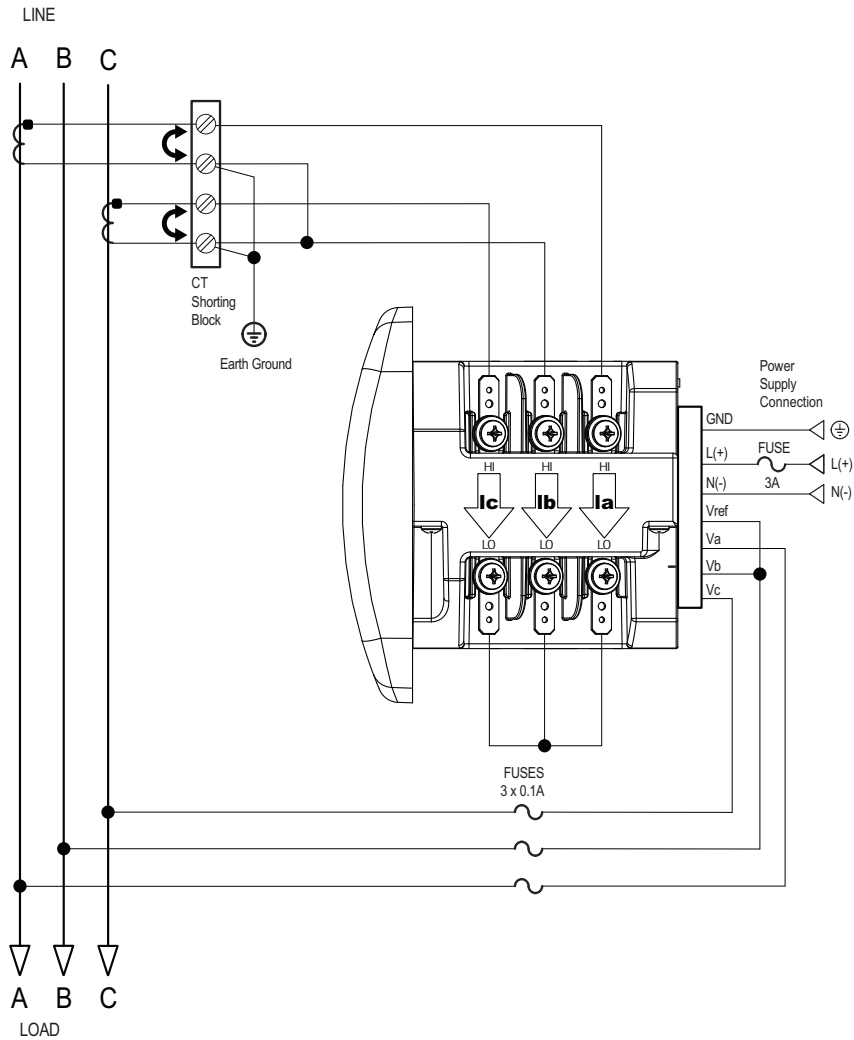 LINE
A B C
CT
Shorting
Block
Earth Ground
Power
Supply
Connection
GND
L(+)
FUSE
L(+)
N(-)
3A
N(-)
Vref
Va
Vb
Vc
HI HI HI
Ic Ib Ia
LO LO LO
FUSES
3 x 0.1A
A B C
LOAD